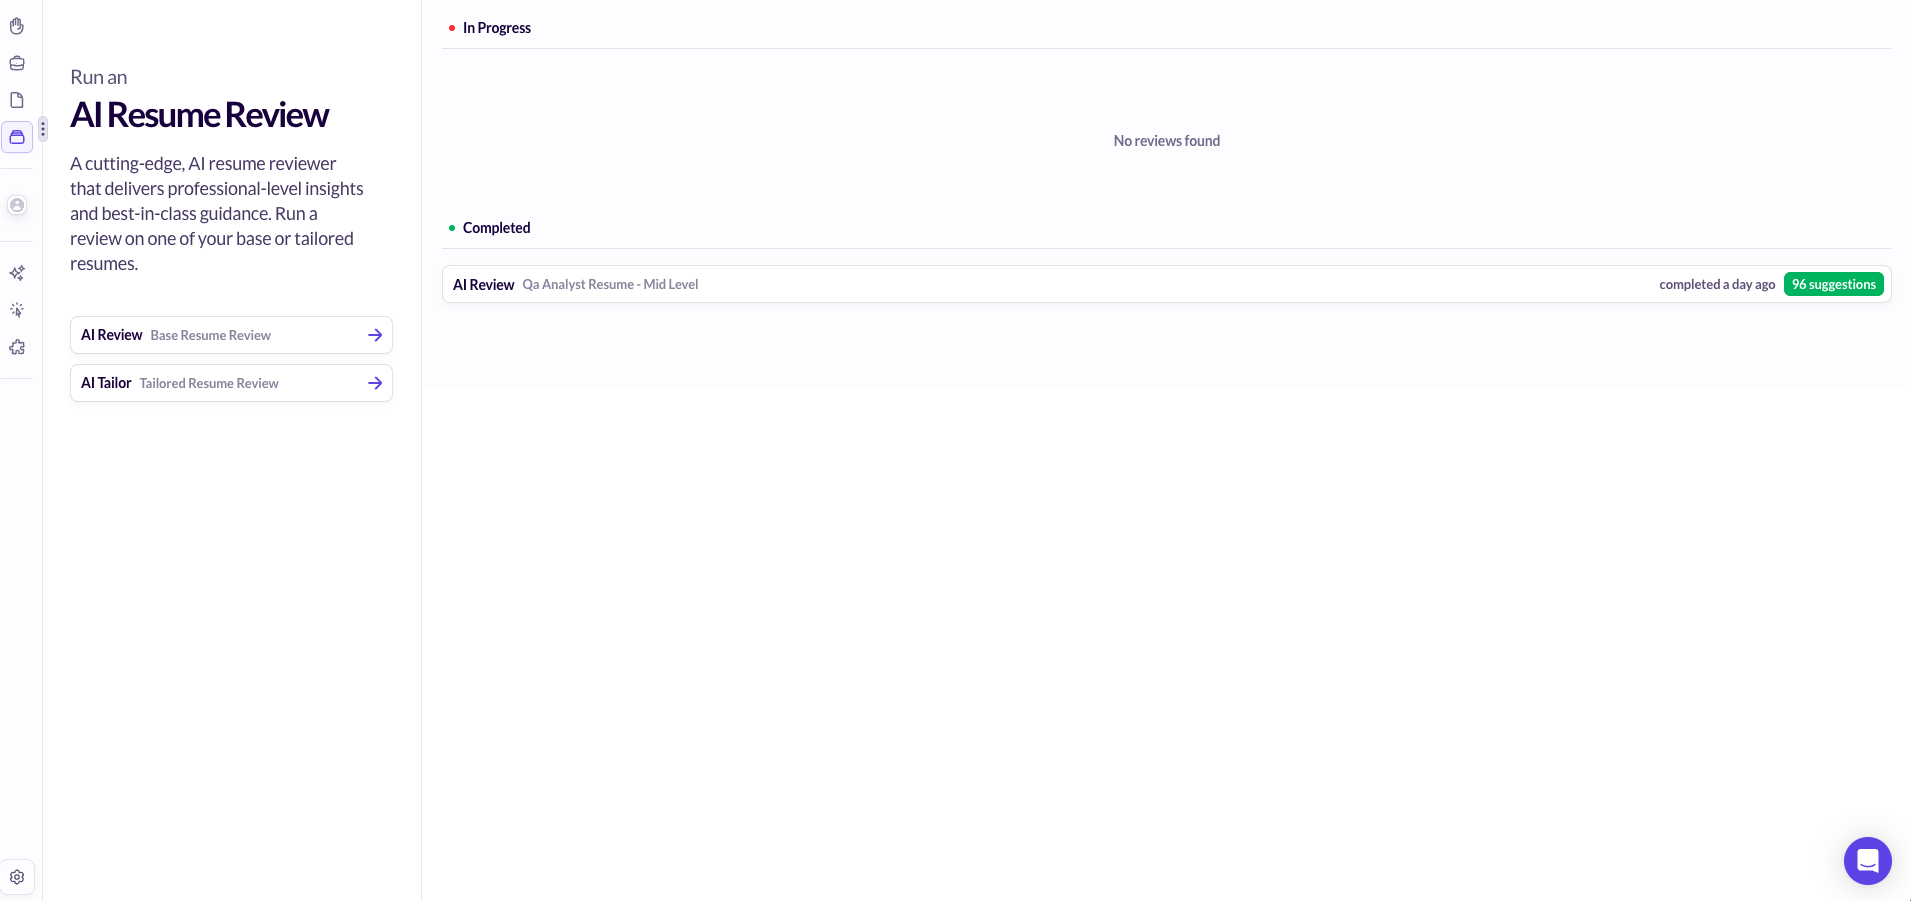 Run an
AI Resume Review
A cutting-edge, AI resume reviewer
that delivers professional-level insights
and best-in-class guidance. Run a
review on one of your base or tailored
resumes.
AI Review Base Resume Review
AI Tailor Tailored Resume Review
In Progress
No reviews found
Completed
AI Review Qa Analyst Resume - Mid Level completed a day ago 96 suggestions